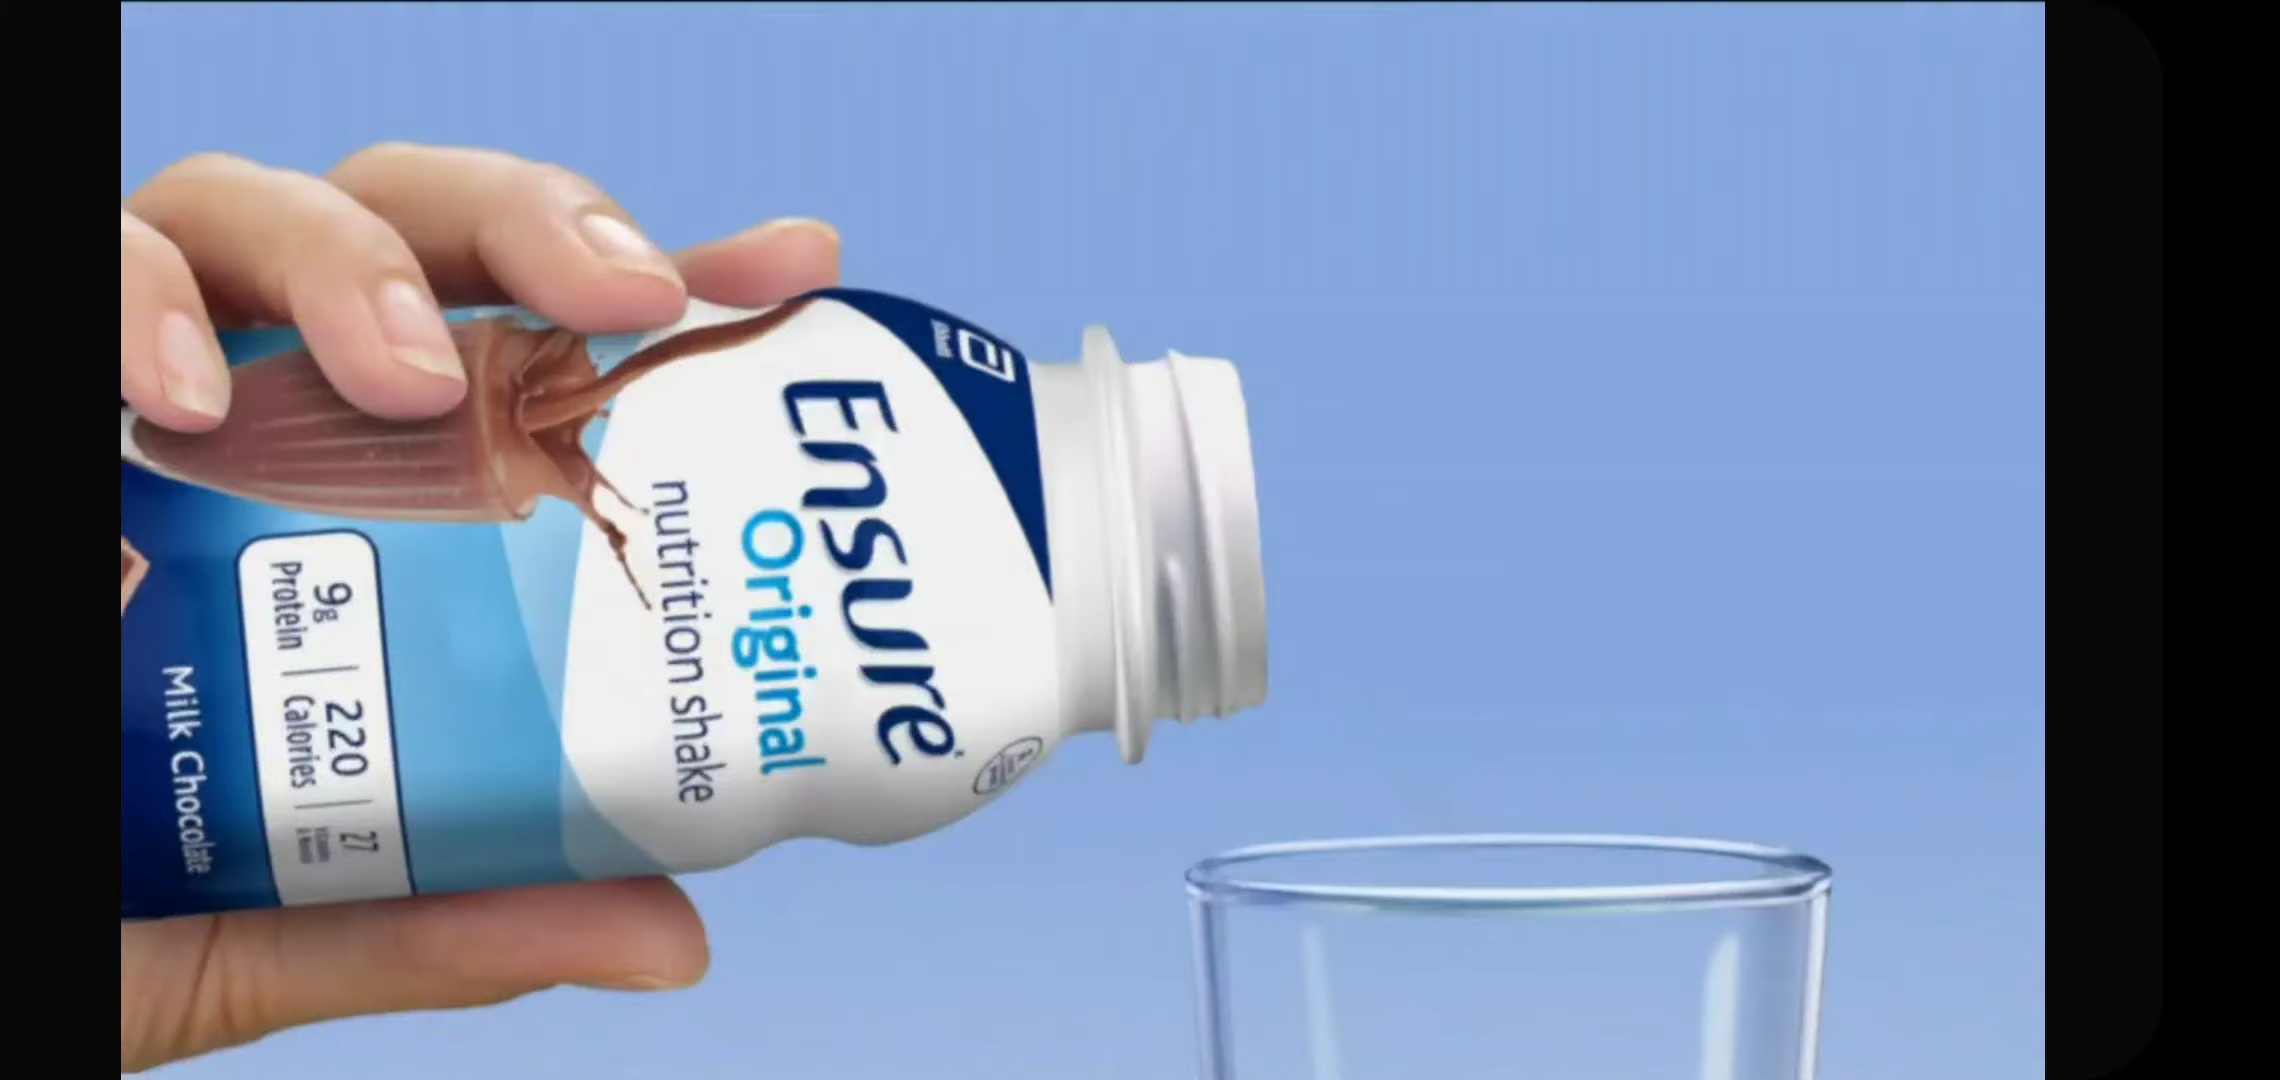 Ensure®
Original
nutrition shake
9g
Protein
220
Calories
27
Milk Chocolate